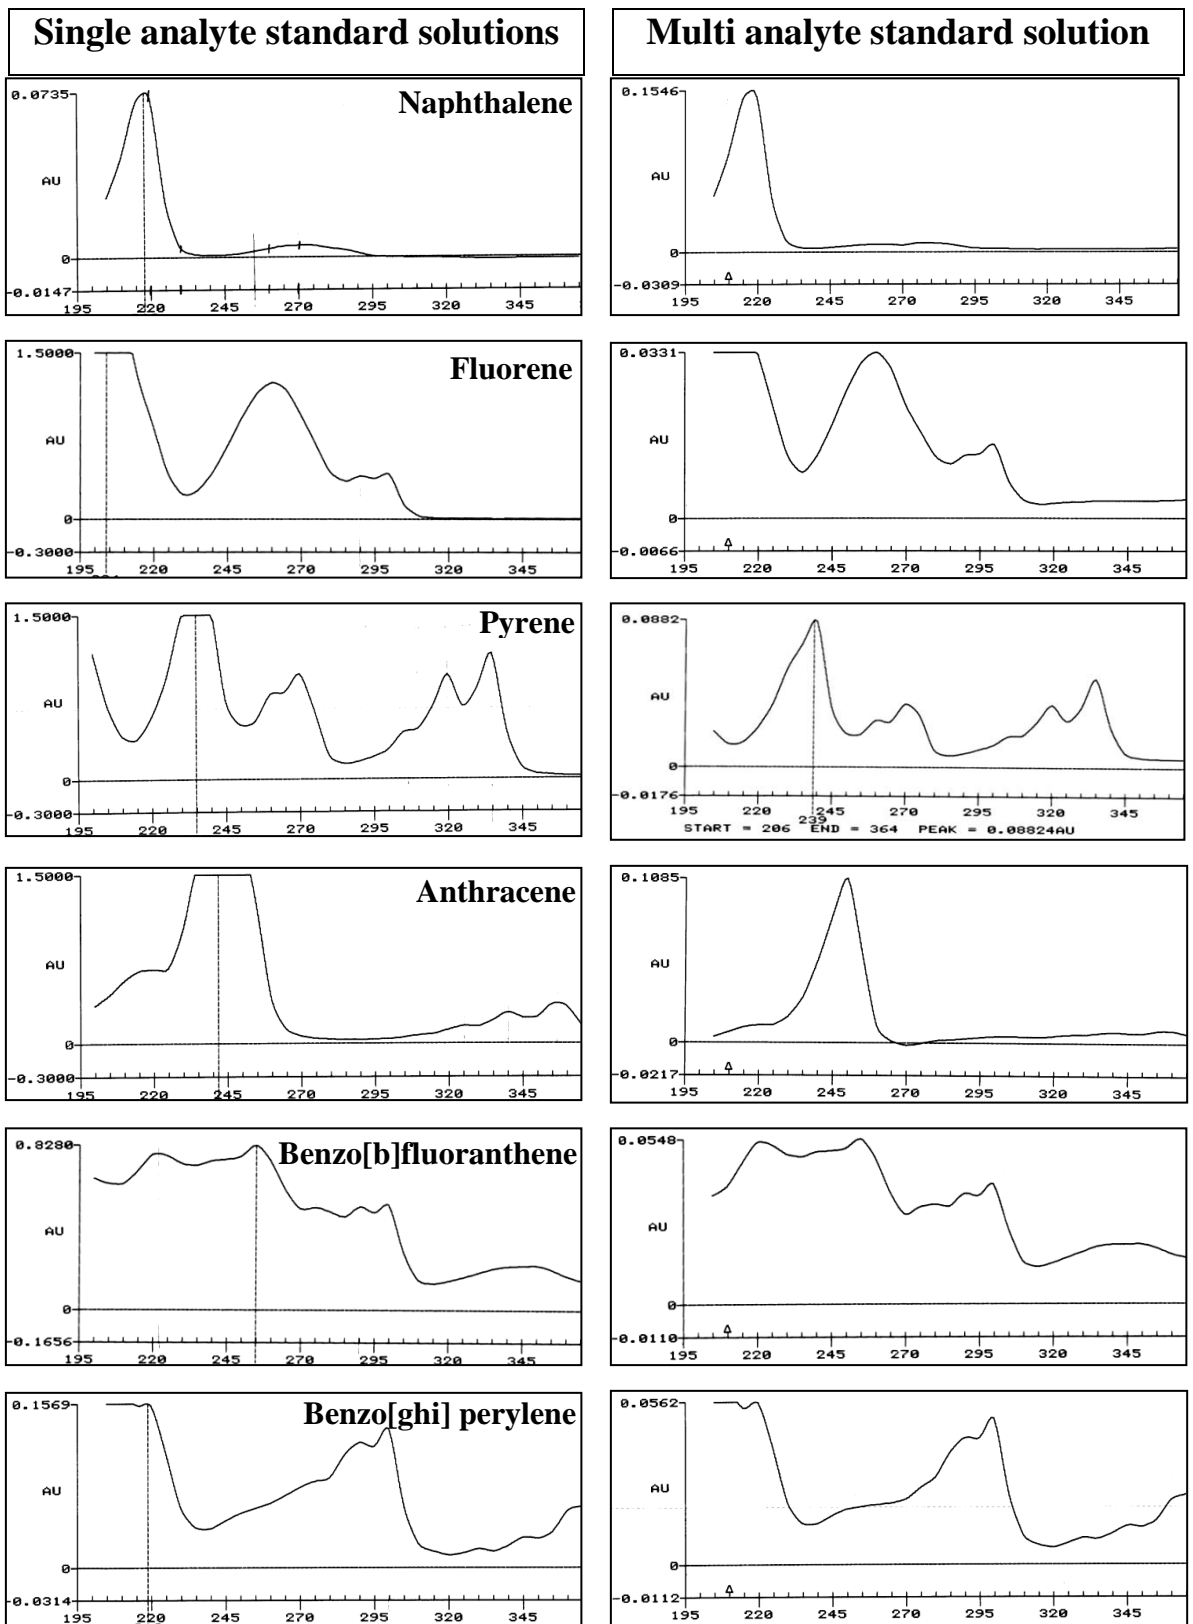 Single analyte standard solutions
Multi analyte standard solution
0.0735
Naphthalene
AU
0
-0.0147
195 220 245 270 295 320 345
0.1546
AU
0
-0.0309
195 220 245 270 295 320 345
1.5000
Fluorene
AU
0
-0.3000
195 220 245 270 295 320 345
0.0331
AU
0
-0.0066
195 220 245 270 295 320 345
1.5000
Pyrene
AU
0
-0.3000
195 220 245 270 295 320 345
0.0882
AU
0
-0.0176
195 220 245 270 295 320 345
239
START = 206 END = 364 PEAK = 0.08824AU
1.5000
Anthracene
AU
0
-0.3000
195 220 245 270 295 320 345
0.1085
AU
0
-0.0217
195 220 245 270 295 320 345
0.8280
Benzo[b]fluoranthene
AU
0
-0.1656
195 220 245 270 295 320 345
0.0548
AU
0
-0.0110
195 220 245 270 295 320 345
0.1569
Benzo[ghi] perylene
AU
0
-0.0314
195 220 245 270 295 320 345
0.0562
AU
0
-0.0112
195 220 245 270 295 320 345